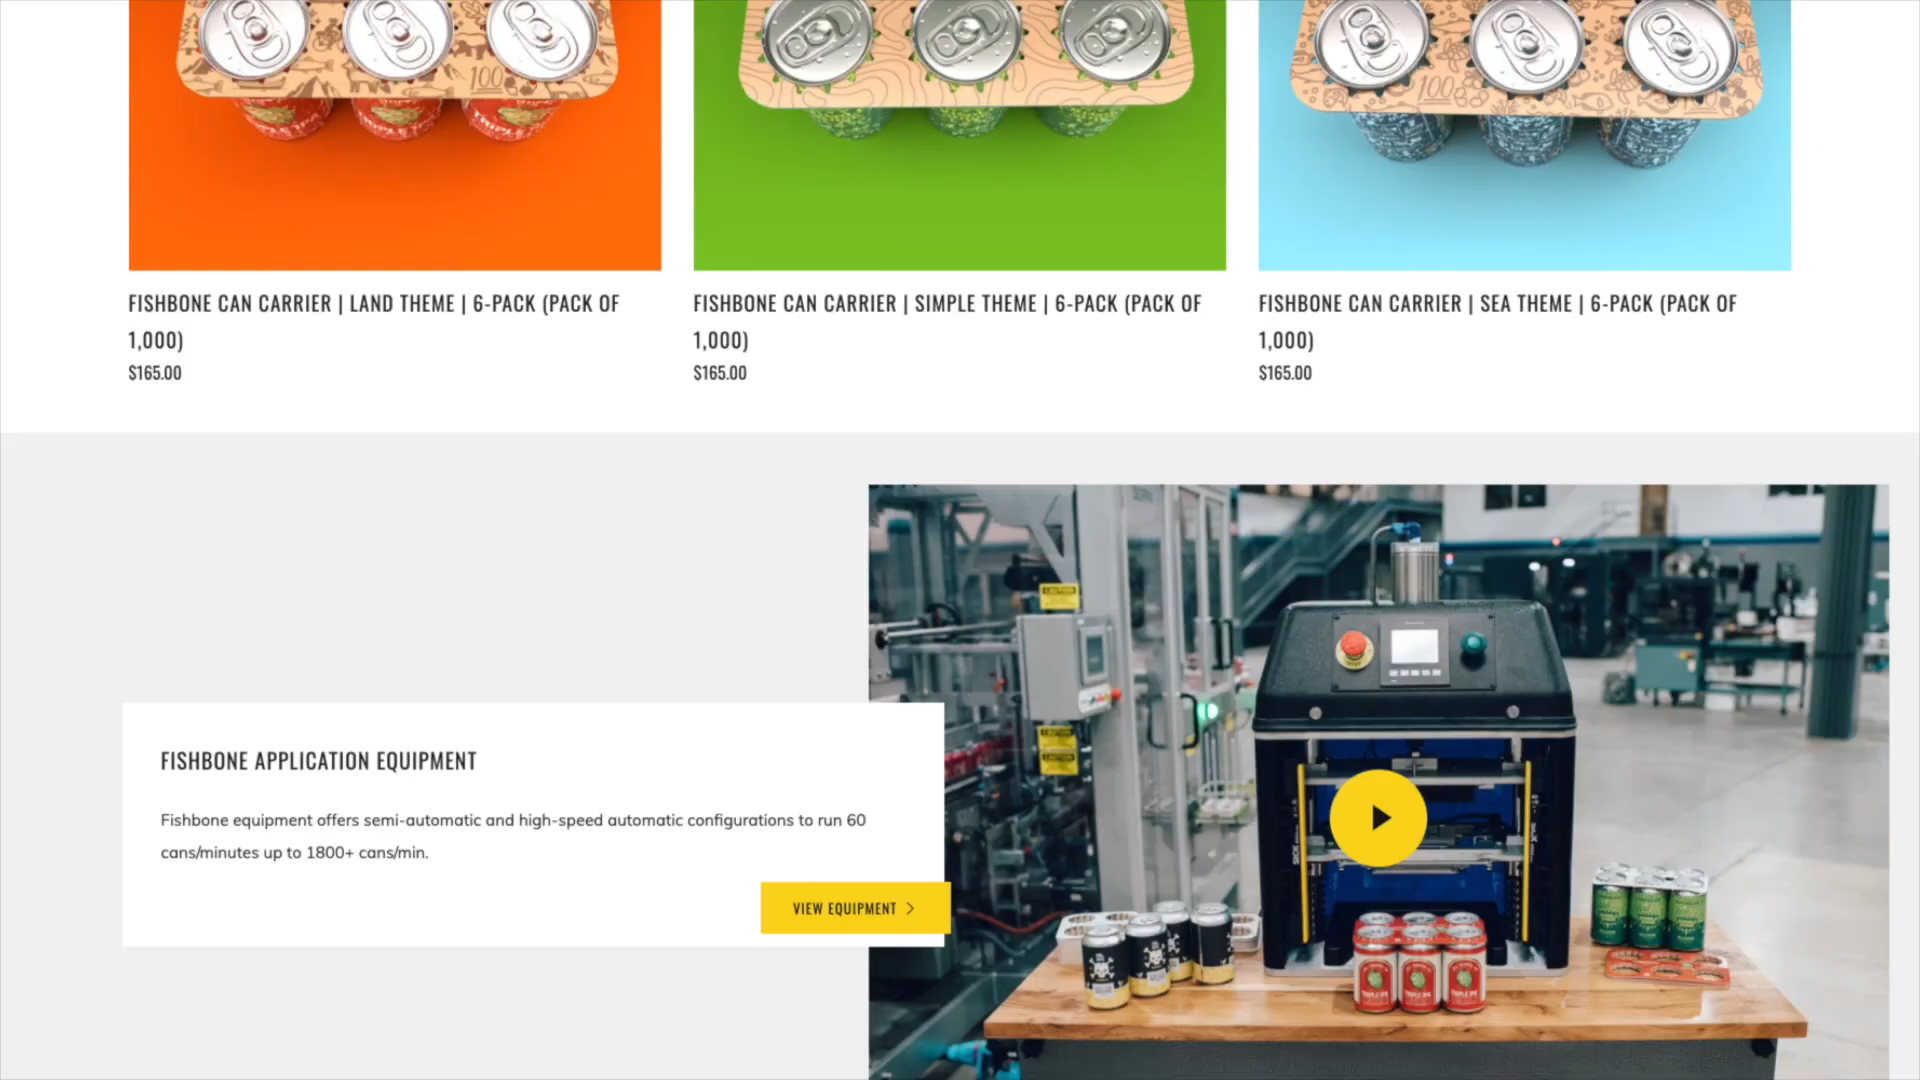 100
100
FISHBONE CAN CARRIER | LAND THEME | 6-PACK (PACK OF
1,000)
$165.00
FISHBONE CAN CARRIER | SIMPLE THEME | 6-PACK (PACK OF
1,000)
$165.00
FISHBONE CAN CARRIER | SEA THEME | 6-PACK (PACK OF
1,000)
$165.00
FISHBONE APPLICATION EQUIPMENT
Fishbone equipment offers semi-automatic and high-speed automatic configurations to run 60
cans/minutes up to 1800+ cans/min.
VIEW EQUIPMENT
SICK